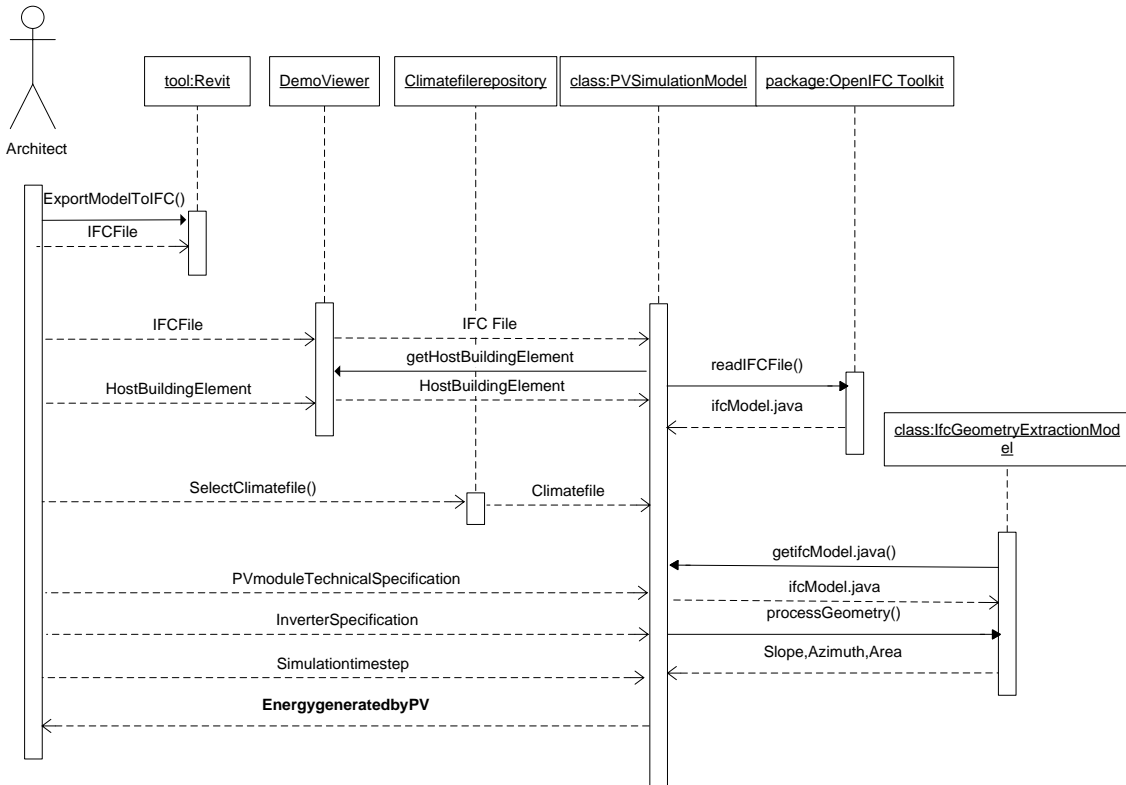 Architect
tool:Revit
DemoViewer
Climatefilerepository
class:PVSimulationModel
package:OpenIFC Toolkit
ExportModelToIFC()
IFCFile
IFCFile
IFC File
getHostBuildingElement
readIFCFile()
HostBuildingElement
HostBuildingElement
ifcModel.java
class:IfcGeometryExtractionMod
el
SelectClimatefile()
Climatefile
getifcModel.java()
PVmoduleTechnicalSpecification
ifcModel.java
InverterSpecification
processGeometry()
Simulationtimestep
Slope,Azimuth,Area
EnergygeneratedbyPV